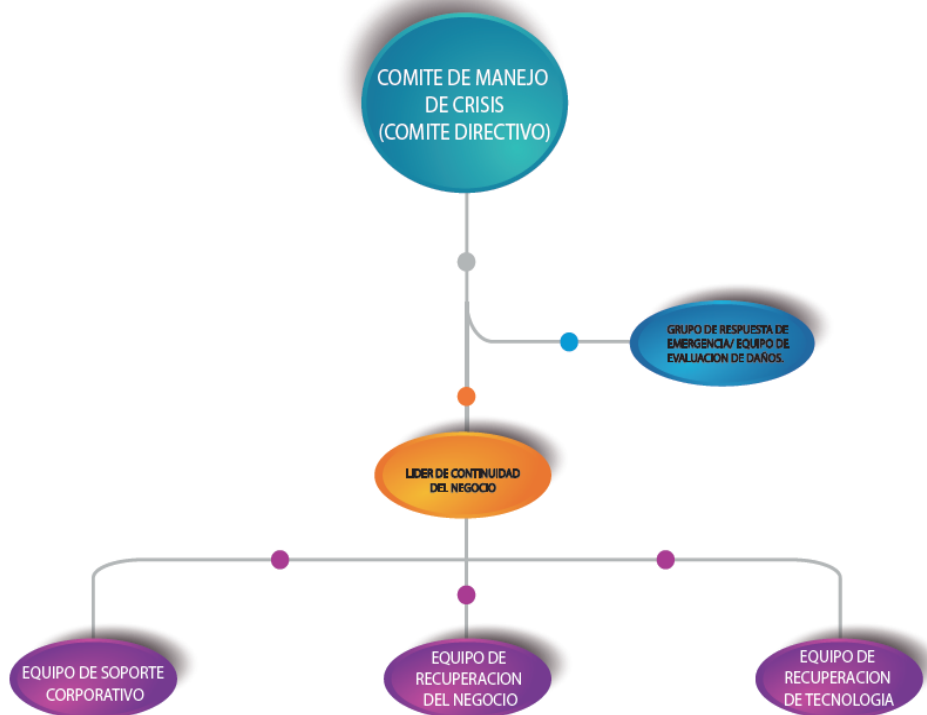 COMITE DE MANEJO
DE CRISIS
(COMITE DIRECTIVO)
GRUPO DE RESPUESTA DE
EMERGENCIA/ EQUIPO DE
EVALUACION DE DAÑOS.
LIDER DE CONTINUIDAD
DEL NEGOCIO
EQUIPO DE SOPORTE
CORPORATIVO
EQUIPO DE
RECUPERACION
DEL NEGOCIO
EQUIPO DE
RECUPERACION
DE TECNOLOGIA